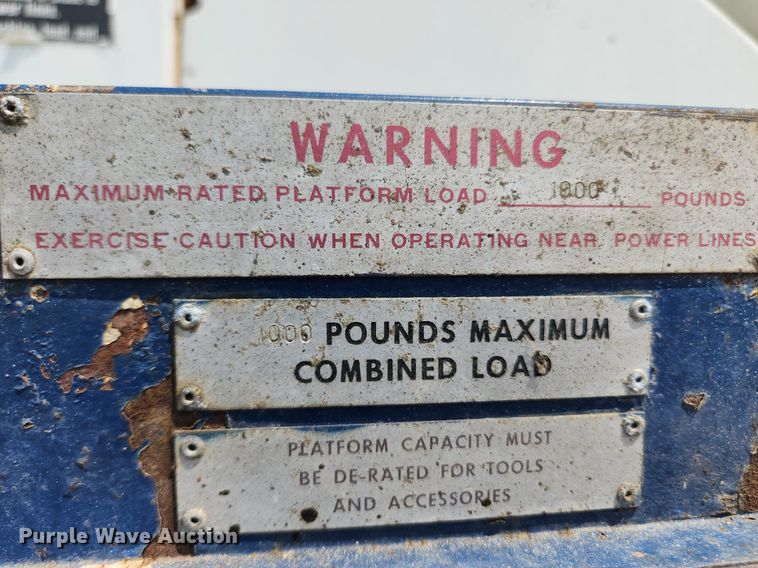 WARNING
MAXIMUM RATED PLATFORM LOAD 1000 POUNDS
EXERCISE CAUTION WHEN OPERATING NEAR POWER LINES
1000 POUNDS MAXIMUM
COMBINED LOAD
PLATFORM CAPACITY MUST
BE DE-RATED FOR TOOLS
AND ACCESSORIES
Purple Wave Auction